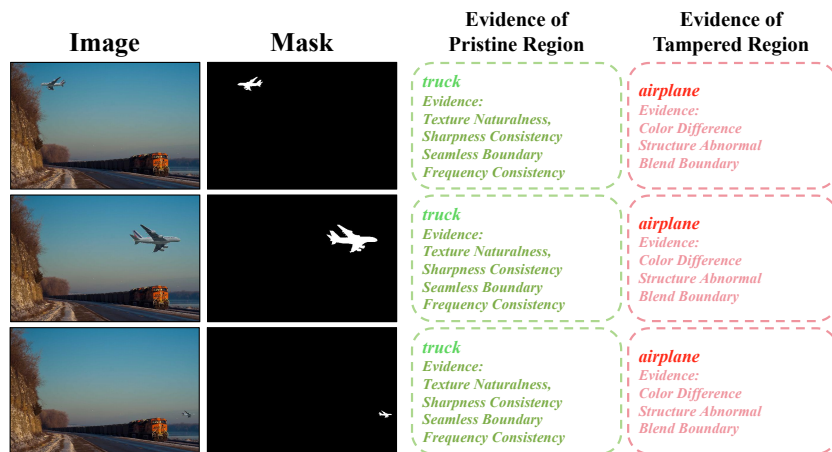 Image
Mask
Evidence of
Pristine Region
Evidence of
Tampered Region
truck
Evidence:
Texture Naturalness,
Sharpness Consistency
Seamless Boundary
Frequency Consistency
airplane
Evidence:
Color Difference
Structure Abnormal
Blend Boundary
truck
Evidence:
Texture Naturalness,
Sharpness Consistency
Seamless Boundary
Frequency Consistency
airplane
Evidence:
Color Difference
Structure Abnormal
Blend Boundary
truck
Evidence:
Texture Naturalness,
Sharpness Consistency
Seamless Boundary
Frequency Consistency
airplane
Evidence:
Color Difference
Structure Abnormal
Blend Boundary